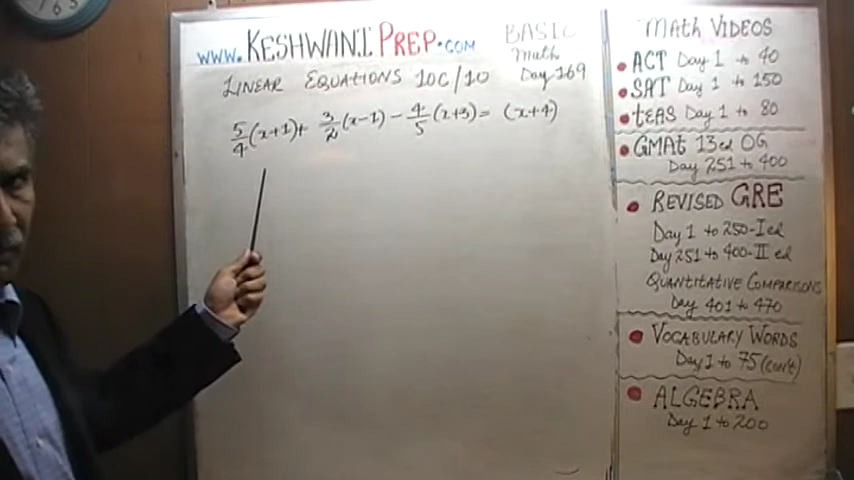 www.KESHWANI PREP.COM
BASIC
Math
Day 169
LINEAR EQUATIONS 10C/10
5/4(x+1)+ 3/2(x-1) - 4/5(x+3) = (x+4)
Math VIDEOS
ACT Day 1 to 40
SAT Day 1 to 150
tEAS Day 1 to 80
GMAt 13ed OG
Day 251 to 400
REVISED GRE
Day 1 to 250-I ed
Day 251 to 400-II ed
QUANtitAtiVE COMPARISONS
Day 401 to 470
VOCABULARY WORDS
Day 1 to 75 (con't)
ALGEBRA
Day 1 to 200